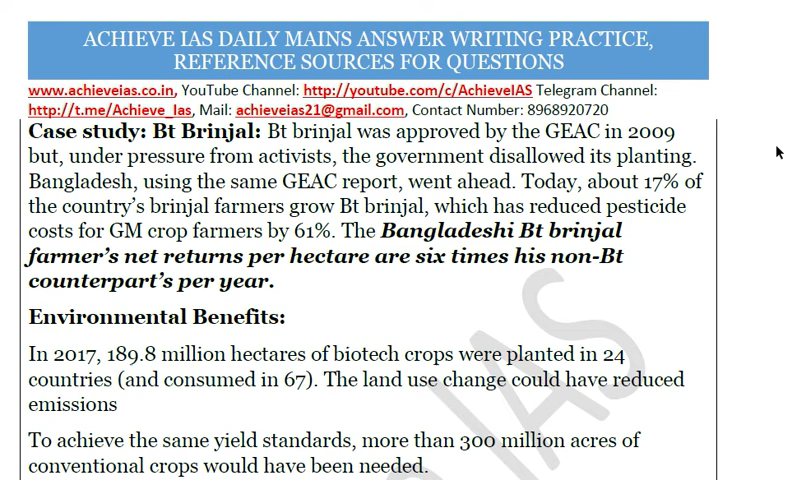 ACHIEVE IAS DAILY MAINS ANSWER WRITING PRACTICE,
REFERENCE SOURCES FOR QUESTIONS
www.achieveias.co.in, YouTube Channel: http://youtube.com/c/AchieveIAS Telegram Channel:
http://t.me/Achieve_Ias, Mail: achieveias21@gmail.com, Contact Number: 8968920720
Case study: Bt Brinjal: Bt brinjal was approved by the GEAC in 2009
but, under pressure from activists, the government disallowed its planting.
Bangladesh, using the same GEAC report, went ahead. Today, about 17% of
the country's brinjal farmers grow Bt brinjal, which has reduced pesticide
costs for GM crop farmers by 61%. The Bangladeshi Bt brinjal
farmer's net returns per hectare are six times his non-Bt
counterpart's per year.
Environmental Benefits:
In 2017, 189.8 million hectares of biotech crops were planted in 24
countries (and consumed in 67). The land use change could have reduced
emissions
To achieve the same yield standards, more than 300 million acres of
conventional crops would have been needed.
IAS